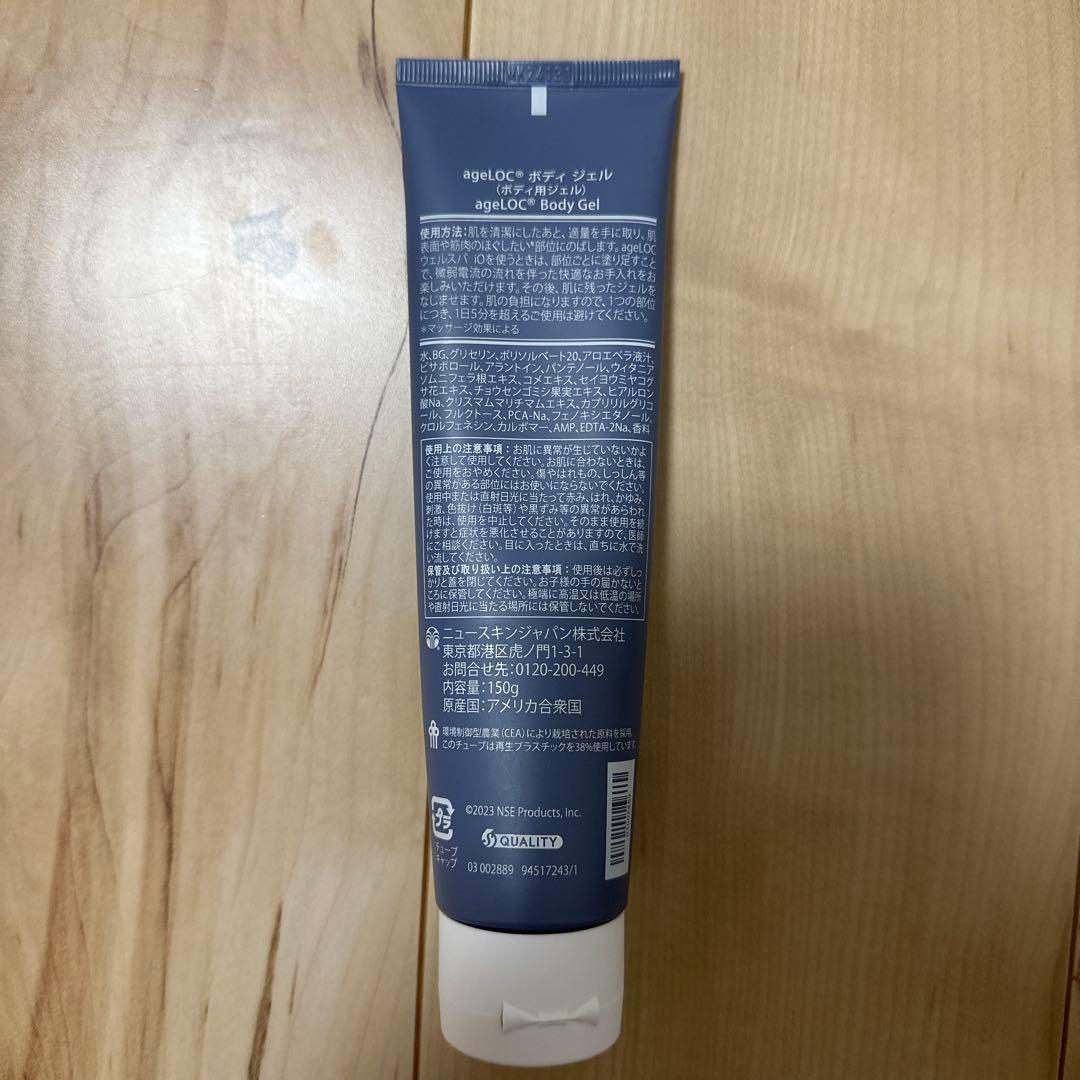 ageLOC® ボディ ジェル
(ボディ用ジェル)
ageLOC® Body Gel
使用方法：肌を清潔にしたあと、適量を手に取り、肌
表面や筋肉のほぐしたい*部位にのばします。ageLOC
ウェルスパ iOを使うときは、部位ごとに塗り足すこと
で、微弱電流の流れを伴った快適なお手入れをお
楽しみいただけます。その後、肌に残ったジェルを
なじませます。肌の負担になりますので、1つの部位
につき、1日5分を超えるご使用は避けてください。
*マッサージ効果による
水、BG、グリセリン、ポリソルベート20、アロエベラ液汁、
ビサボロール、アラントイン、パンテノール、ウィタニア
ソムニフェラ根エキス、コメエキス、セイヨウミヤコグ
サ花エキス、チョウセンゴミシ果実エキス、ヒアルロン
酸Na、クリスマムマリチマムエキス、カプリリルグリコ
ール、フルクトース、PCA-Na、フェノキシエタノール、
クロルフェネシン、カルボマー、AMP、EDTA-2Na、香料
使用上の注意事項：お肌に異常が生じていないかよ
く注意して使用してください。お肌に合わないときは、
ご使用をおやめください。傷やはれもの、しっしん等
の異常がある部位にはお使いにならないでください。
使用中または直射日光に当たって赤み、はれ、かゆみ、
刺激、色抜け(白斑等)や黒ずみ等の異常があらわれ
た時は、使用を中止してください。そのまま使用を続
けますと症状を悪化させることがありますので、医師
にご相談ください。目に入ったときは、直ちに水で洗
い流してください。
保管及び取り扱い上の注意事項：使用後は必ずしっ
かりと蓋を閉じてください。お子様の手の届かないと
ころに保管してください。極端に高温又は低温の場所
や直射日光に当たる場所には保管しないでください。
ニュースキンジャパン株式会社
東京都港区虎ノ門1-3-1
お問合せ先：0120-200-449
内容量：150g
原産国：アメリカ合衆国
環境制御型農業(CEA)により栽培された原料を採用。
このチューブは再生プラスチックを38%使用しています。
©2023 NSE Products, Inc.
プラ
チューブ
キャップ
QUALITY
03 002889 94517243/1